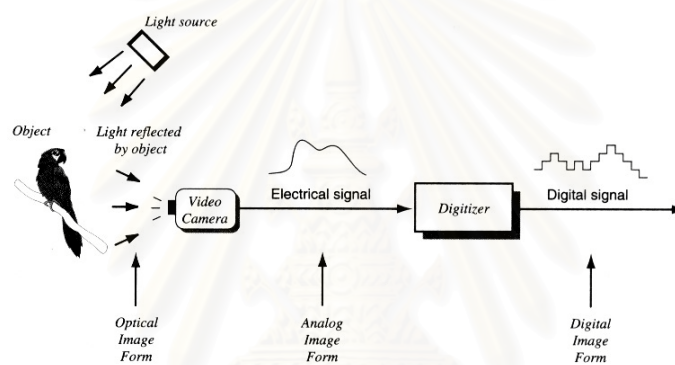 Light source
Object
Light reflected
by object
Video
Camera
Electrical signal
Digitizer
Digital signal
Optical
Image
Form
Analog
Image
Form
Digital
Image
Form